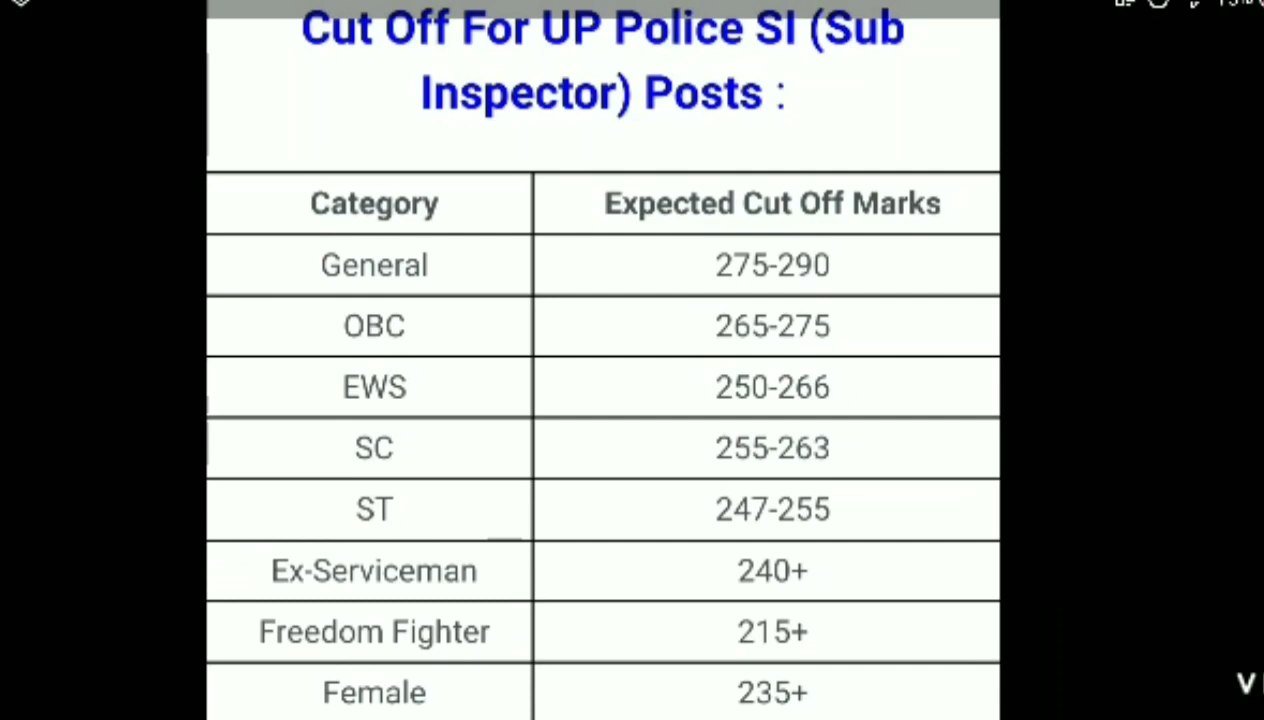 Cut Off For UP Police SI (Sub
Inspector) Posts :
Category Expected Cut Off Marks
General 275-290
OBC 265-275
EWS 250-266
SC 255-263
ST 247-255
Ex-Serviceman 240+
Freedom Fighter 215+
Female 235+
V